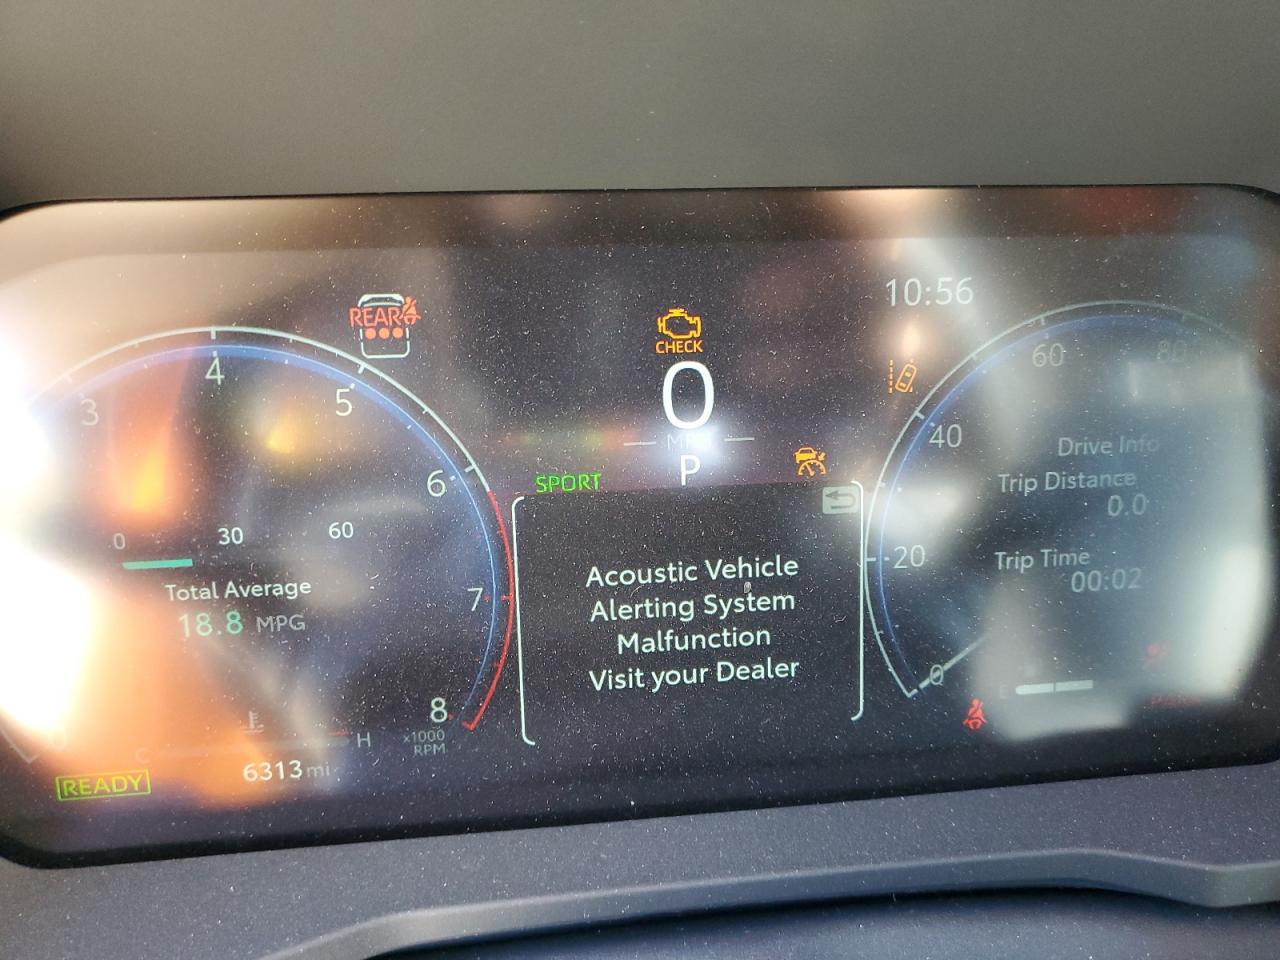 10:56
REAR
CHECK
3
4
5
6
7
8
x1000
RPM
0
MPH
P
SPORT
0 30 60
Total Average
18.8 MPG
C H
6313 mi
READY
Acoustic Vehicle
Alerting System
Malfunction
Visit your Dealer
0
20
40
60
80
Drive Info
Trip Distance
0.0
Trip Time
00:02
E